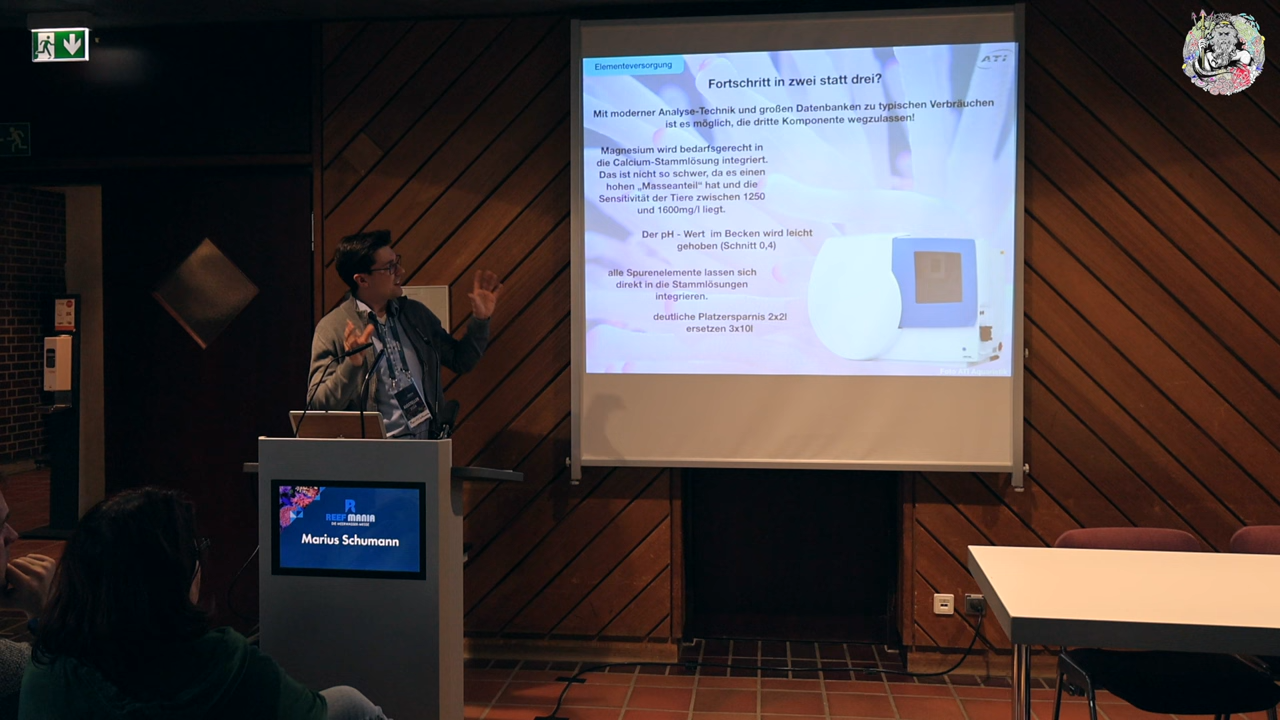 Elementeversorgung
ATI
Fortschritt in zwei statt drei?
Mit moderner Analyse-Technik und großen Datenbanken zu typischen Verbräuchen
ist es möglich, die dritte Komponente wegzulassen!
Magnesium wird bedarfsgerecht in
die Calcium-Stammlösung integriert.
Das ist nicht so schwer, da es einen
hohen „Masseanteil“ hat und die
Sensitivität der Tiere zwischen 1250
und 1600mg/l liegt.
Der pH - Wert im Becken wird leicht
gehoben (Schnitt 0,4)
alle Spurenelemente lassen sich
direkt in die Stammlösungen
integrieren.
deutliche Platzersparnis 2x2l
ersetzen 3x10l
REEF MANIA
DIE MEERWASSER-MESSE
Marius Schumann